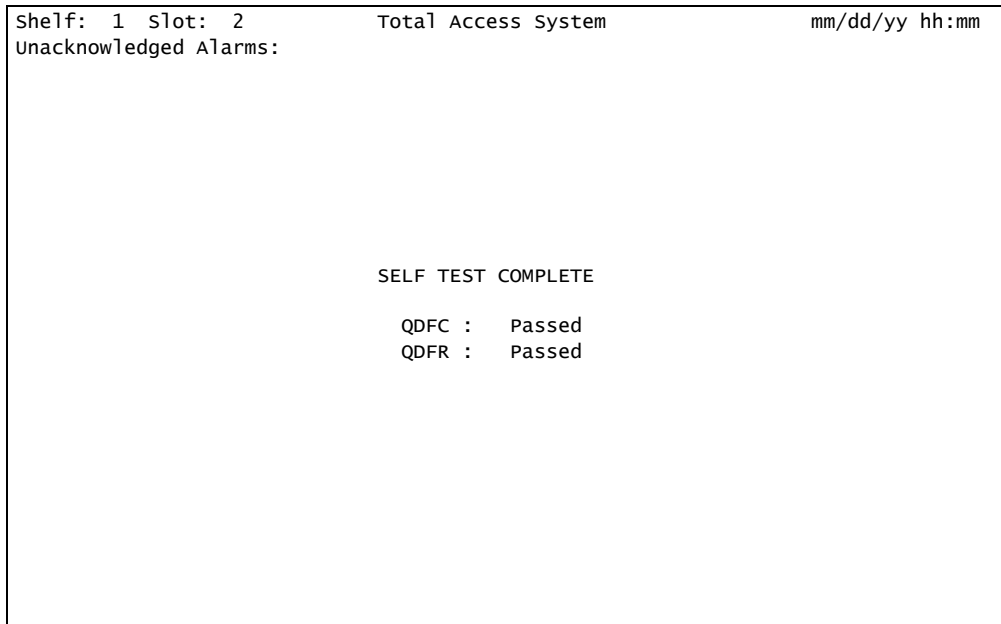 Shelf: 1 Slot: 2 Total Access System mm/dd/yy hh:mm
Unacknowledged Alarms:
SELF TEST COMPLETE
QDFC : Passed
QDFR : Passed